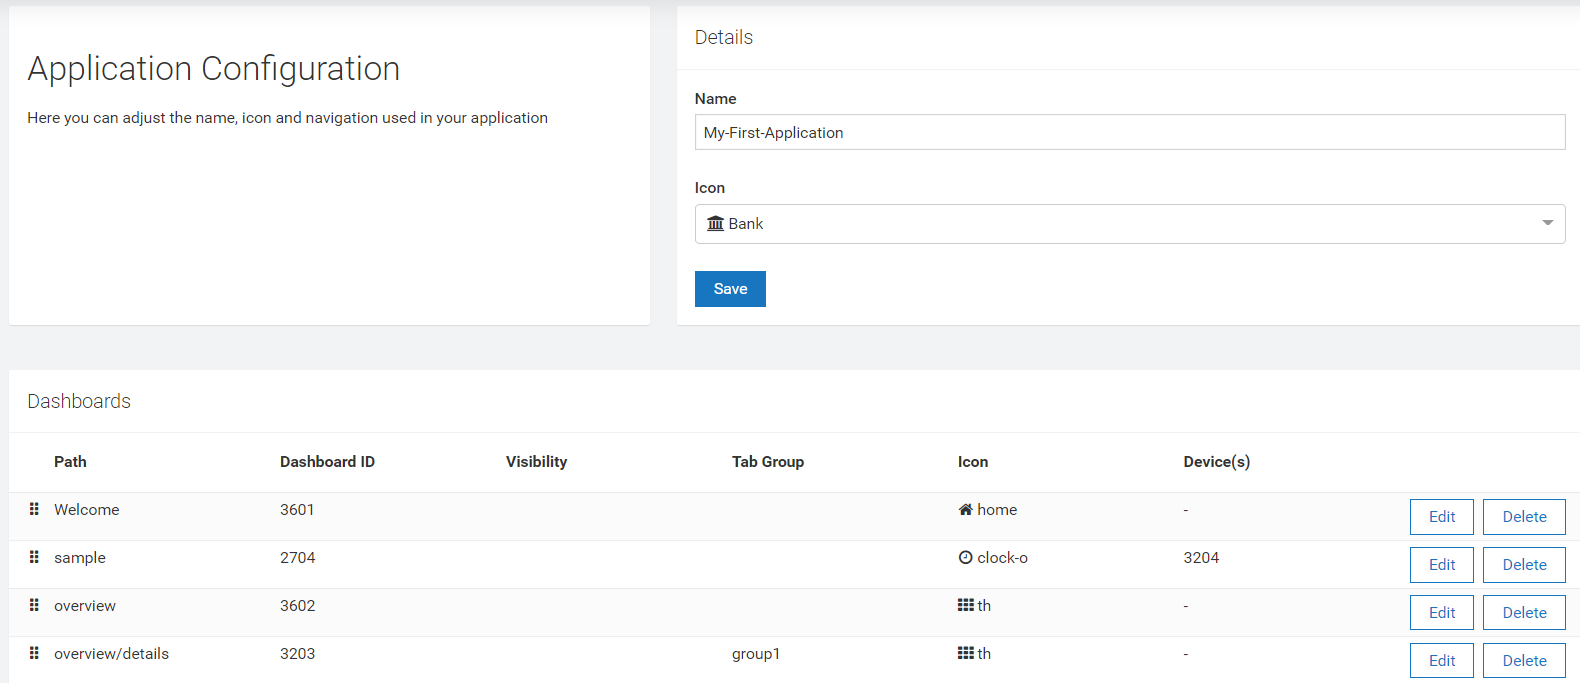 Application Configuration
Here you can adjust the name, icon and navigation used in your application
Details
Name
My-First-Application
Icon
Bank
Save
Dashboards
Path Dashboard ID Visibility Tab Group Icon Device(s)
Welcome 3601 home - Edit Delete
sample 2704 clock-o 3204 Edit Delete
overview 3602 th - Edit Delete
overview/details 3203 group1 th - Edit Delete